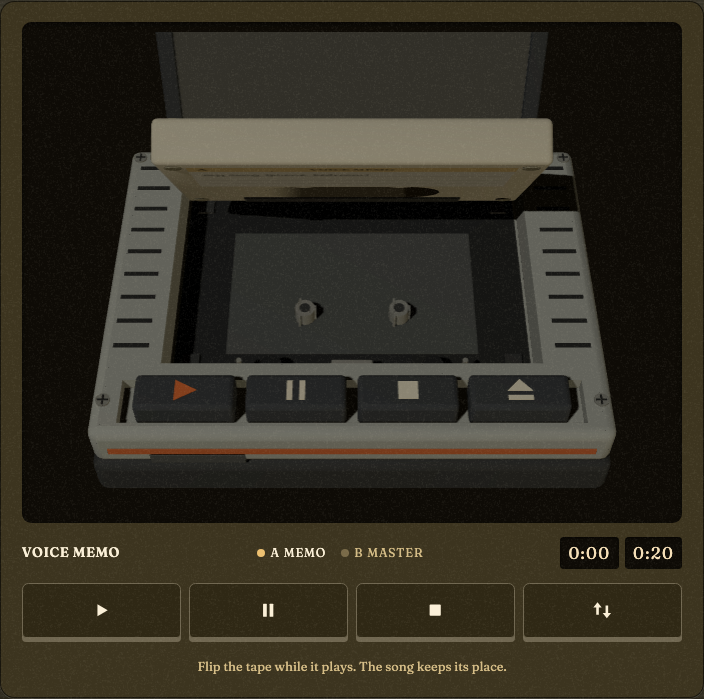 VOICE MEMO
A MEMO
B MASTER
0:00
0:20
Flip the tape while it plays. The song keeps its place.